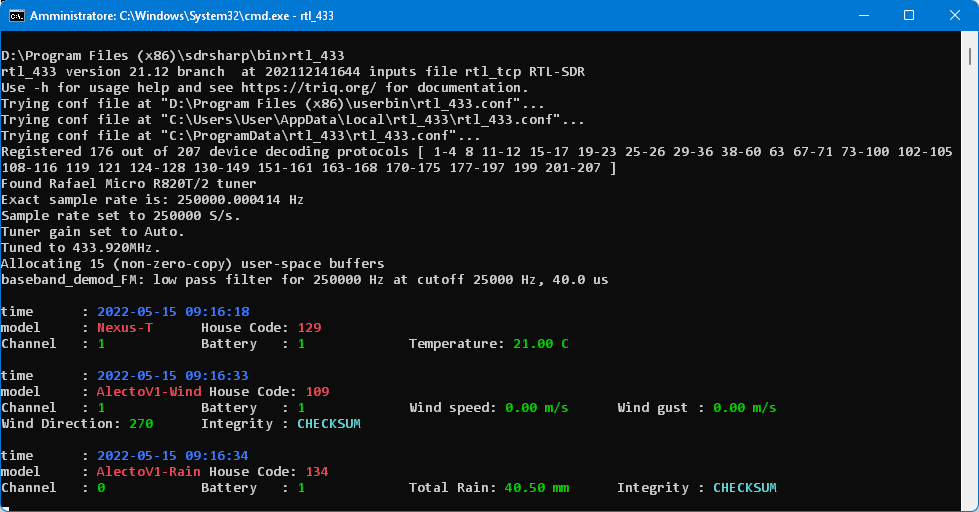 Amministratore: C:\Windows\System32\cmd.exe - rtl_433
D:\Program Files (x86)\sdrsharp\bin>rtl_433
rtl_433 version 21.12 branch  at 202112141644 inputs file rtl_tcp RTL-SDR
Use -h for usage help and see https://triq.org/ for documentation.
Trying conf file at "D:\Program Files (x86)\userbin\rtl_433.conf"...
Trying conf file at "C:\Users\User\AppData\Local\rtl_433\rtl_433.conf"...
Trying conf file at "C:\ProgramData\rtl_433\rtl_433.conf"...
Registered 176 out of 207 device decoding protocols [ 1-4 8 11-12 15-17 19-23 25-26 29-36 38-60 63 67-71 73-100 102-105
108-116 119 121 124-128 130-149 151-161 163-168 170-175 177-197 199 201-207 ]
Found Rafael Micro R820T/2 tuner
Exact sample rate is: 250000.000414 Hz
Sample rate set to 250000 S/s.
Tuner gain set to Auto.
Tuned to 433.920MHz.
Allocating 15 (non-zero-copy) user-space buffers
baseband_demod_FM: low pass filter for 250000 Hz at cutoff 25000 Hz, 40.0 us
time      : 2022-05-15 09:16:18
model     : Nexus-T      House Code: 129
Channel   : 1            Battery   : 1             Temperature: 21.00 C
time      : 2022-05-15 09:16:33
model     : AlectoV1-Wind House Code: 109
Channel   : 1            Battery   : 1             Wind speed: 0.00 m/s      Wind gust : 0.00 m/s
Wind Direction: 270      Integrity : CHECKSUM
time      : 2022-05-15 09:16:34
model     : AlectoV1-Rain House Code: 134
Channel   : 0            Battery   : 1             Total Rain: 40.50 mm      Integrity : CHECKSUM